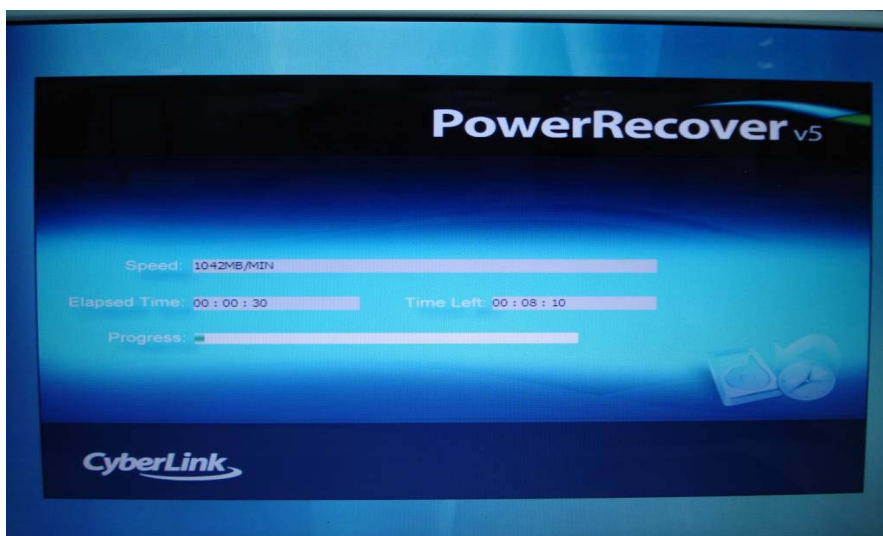 PowerRecover v5
Speed: 1042MB/MIN
Elapsed Time: 00 : 00 : 30 Time Left: 00 : 08 : 10
Progress:
CyberLink